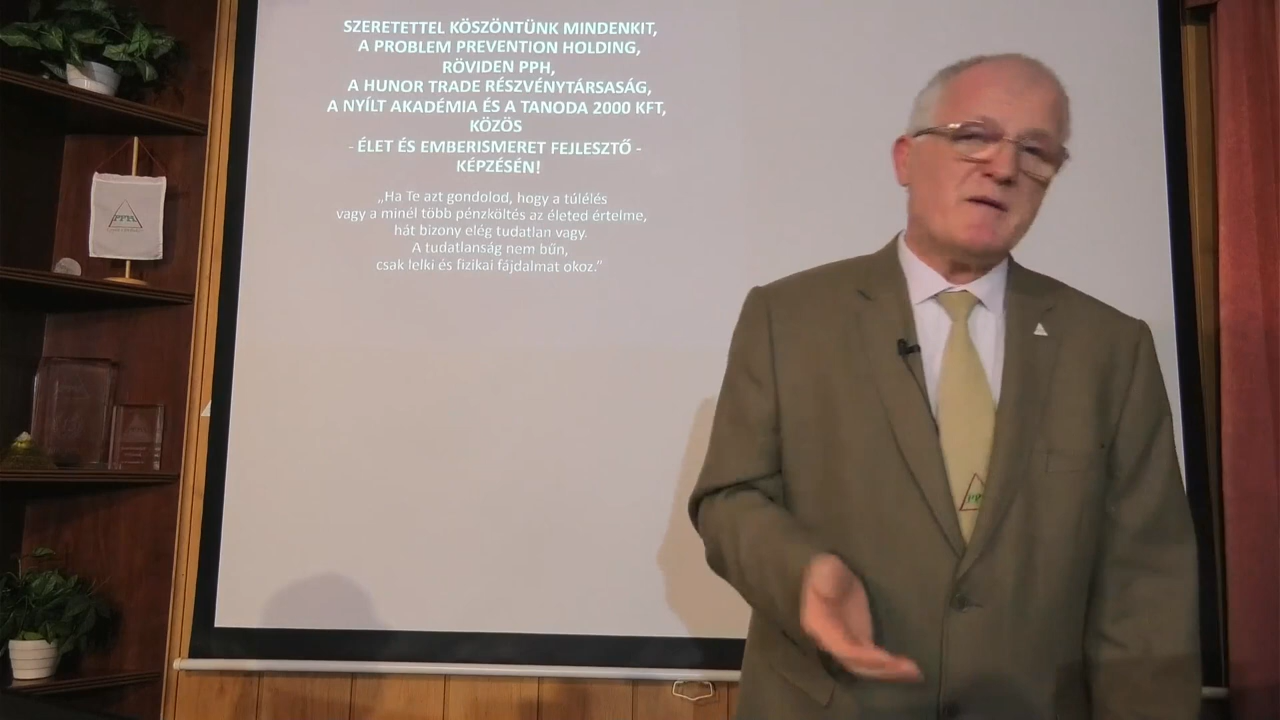 SZERETETTEL KÖSZÖNTÜNK MINDENKIT,
A PROBLEM PREVENTION HOLDING,
RÖVIDEN PPH,
A HUNOR TRADE RÉSZVÉNYTÁRSASÁG,
A NYÍLT AKADÉMIA ÉS A TANODA 2000 KFT,
KÖZÖS
- ÉLET ÉS EMBERISMERET FEJLESZTŐ -
KÉPZÉSÉN!
„Ha Te azt gondolod, hogy a túlélés
vagy a minél több pénzköltés az életed értelme,
hát bizony elég tudatlan vagy.
A tudatlanság nem bűn,
csak lelki és fizikai fájdalmat okoz.”
PPH